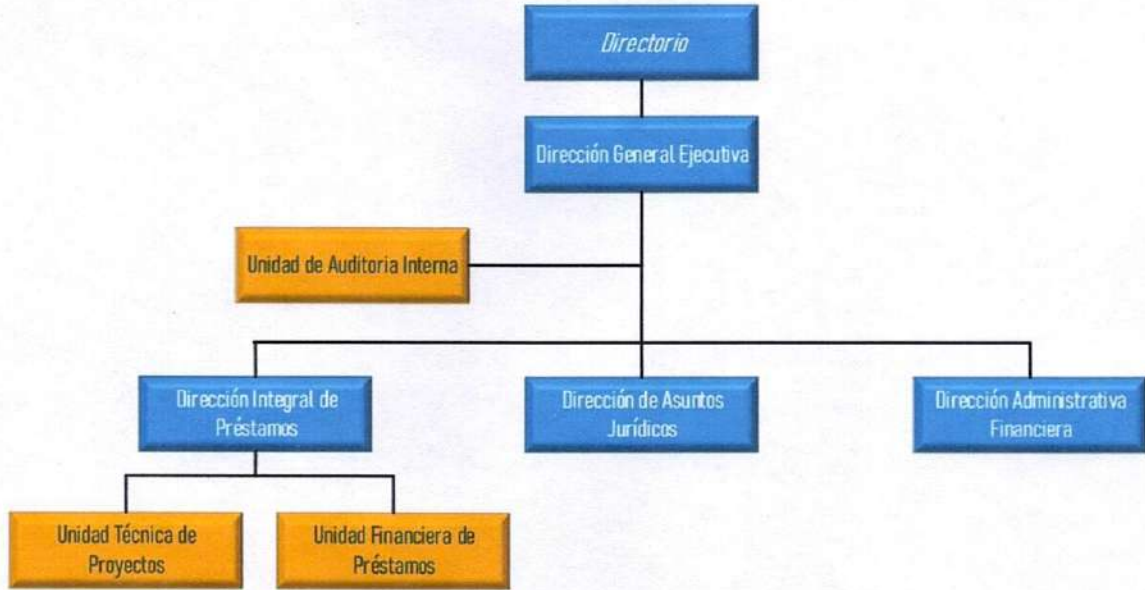 Directorio
Dirección General Ejecutiva
Unidad de Auditoria Interna
Dirección Integral de
Préstamos
Dirección de Asuntos
Jurídicos
Dirección Administrativa
Financiera
Unidad Técnica de
Proyectos
Unidad Financiera de
Préstamos